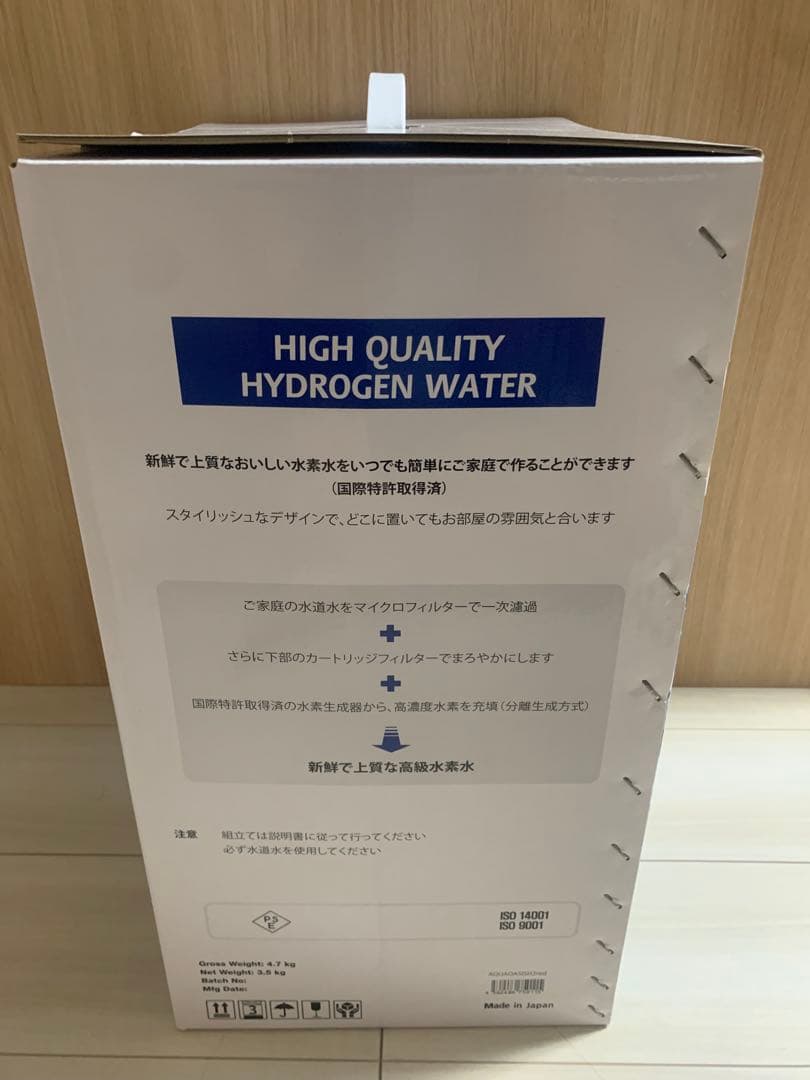 HIGH QUALITY
HYDROGEN WATER
新鮮で上質なおいしい水素水をいつでも簡単にご家庭で作ることができます
(国際特許取得済)
スタイリッシュなデザインで、どこに置いてもお部屋の雰囲気と合います
ご家庭の水道水をマイクロフィルターで一次濾過
さらに下部のカートリッジフィルターでまろやかにします
国際特許取得済の水素生成器から、高濃度水素を充填(分離生成方式)
新鮮で上質な高級水素水
注意 組立ては説明書に従って行ってください
必ず水道水を使用してください
PSE
ISO 14001
ISO 9001
Gross Weight: 4.7 kg
Net Weight: 3.5 kg
Batch No:
Mfg Date:
3
Made in Japan